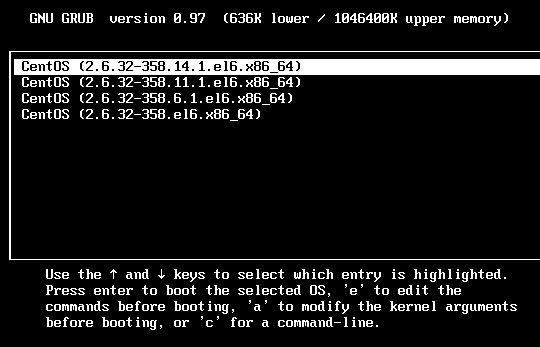 GNU GRUB  version 0.97  (636K lower / 1046400K upper memory)
CentOS (2.6.32-358.14.1.el6.x86_64)
CentOS (2.6.32-358.11.1.el6.x86_64)
CentOS (2.6.32-358.6.1.el6.x86_64)
CentOS (2.6.32-358.el6.x86_64)
Use the ↑ and ↓ keys to select which entry is highlighted.
Press enter to boot the selected OS, 'e' to edit the
commands before booting, 'a' to modify the kernel arguments
before booting, or 'c' for a command-line.